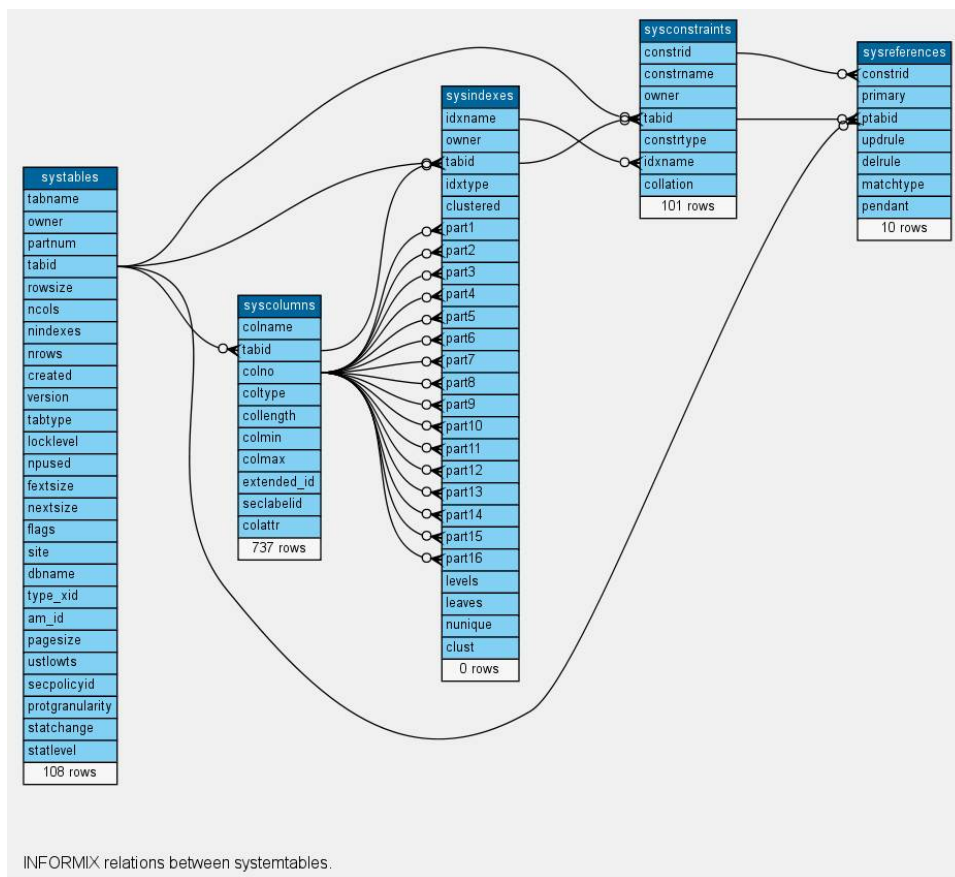 systables
tabname
owner
partnum
tabid
rowsize
ncols
nindexes
nrows
created
version
tabtype
locklevel
npused
fextsize
nextsize
flags
site
dbname
type_xid
am_id
pagesize
ustlowts
secpolicyid
protgranularity
statchange
statlevel
108 rows
syscolumns
colname
tabid
colno
coltype
collength
colmin
colmax
extended_id
seclabelid
colattr
737 rows
sysindexes
idxname
owner
tabid
idxtype
clustered
part1
part2
part3
part4
part5
part6
part7
part8
part9
part10
part11
part12
part13
part14
part15
part16
levels
leaves
nunique
clust
0 rows
sysconstraints
constrid
constrname
owner
tabid
constrtype
idxname
collation
101 rows
sysreferences
constrid
primary
ptabid
updrule
delrule
matchtype
pendant
10 rows
INFORMIX relations between systemtables.